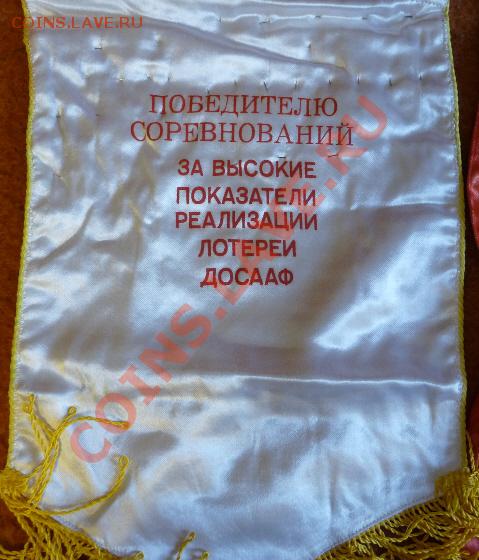 COINS.LAVE.RU
ПОБЕДИТЕЛЮ
СОРЕВНОВАНИЙ
ЗА ВЫСОКИЕ
ПОКАЗАТЕЛИ
РЕАЛИЗАЦИИ
ЛОТЕРЕИ
ДОСААФ
COINS.LAVE.RU